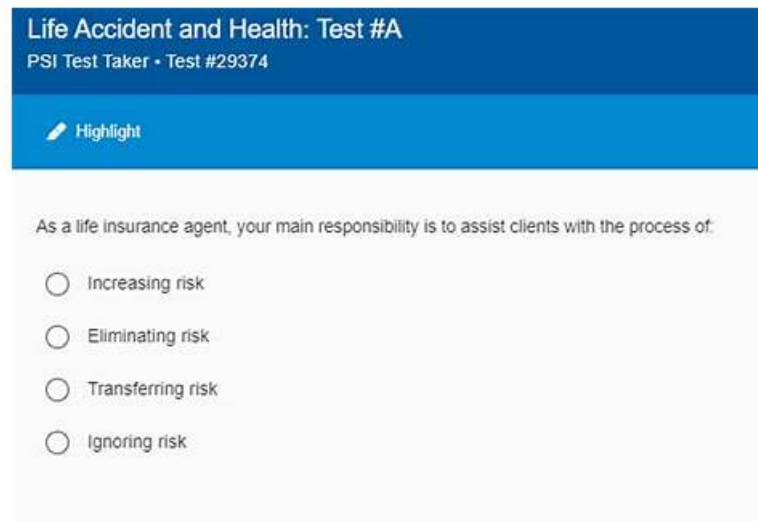 Life Accident and Health: Test #A
PSI Test Taker • Test #29374
Highlight
As a life insurance agent, your main responsibility is to assist clients with the process of:
Increasing risk
Eliminating risk
Transferring risk
Ignoring risk